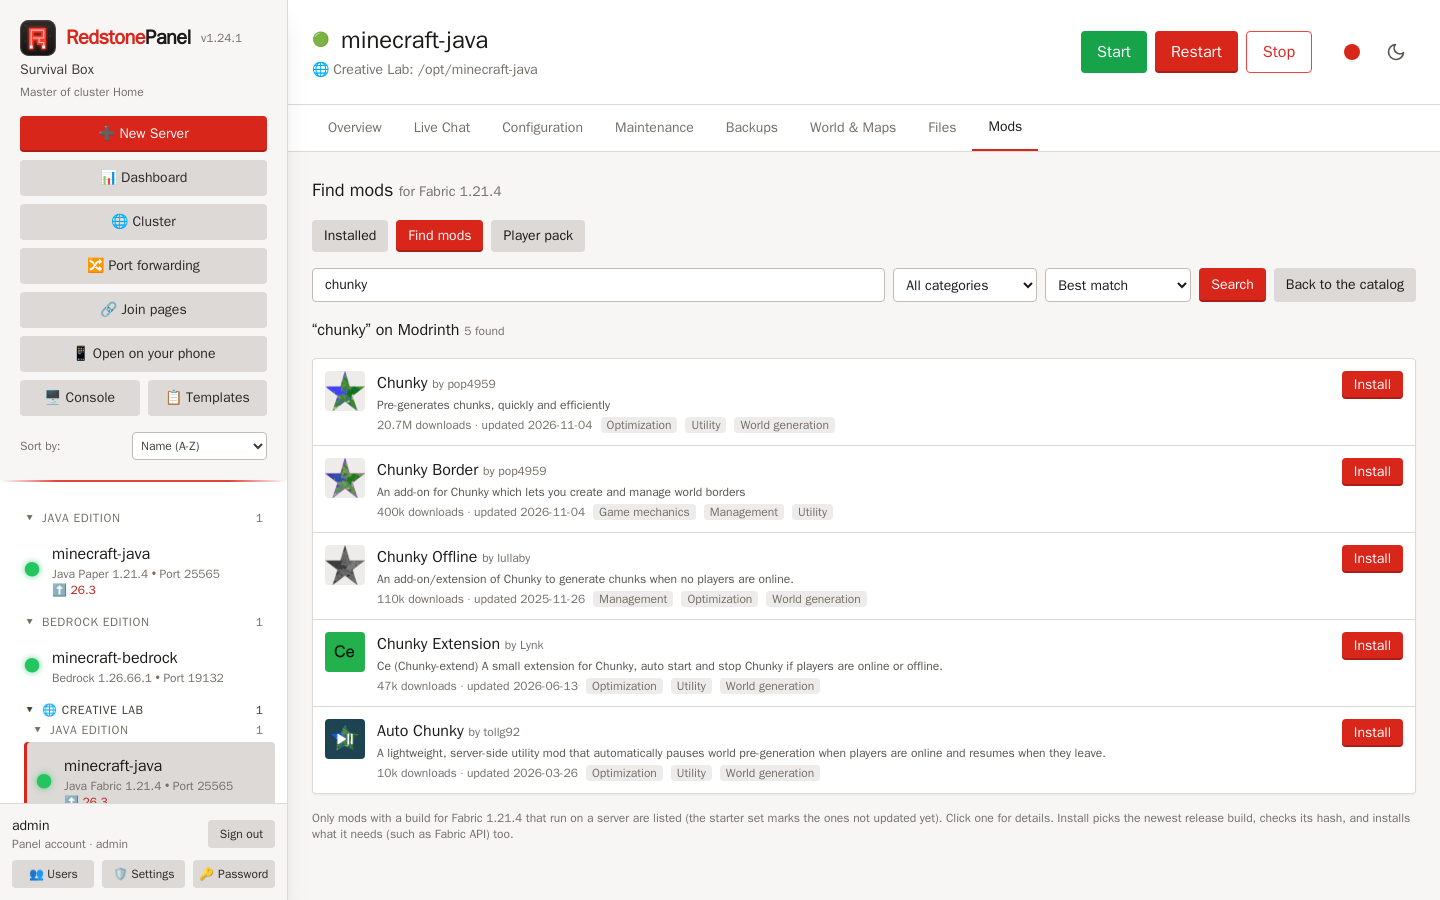 RedstonePanel v1.24.1
Survival Box
Master of cluster Home
➕ New Server
📊 Dashboard
🌐 Cluster
🔀 Port forwarding
🔗 Join pages
📱 Open on your phone
🖥️ Console
📋 Templates
Sort by:
Name (A-Z)
▼ JAVA EDITION 1
minecraft-java
Java Paper 1.21.4 • Port 25565
⬆️ 26.3
▼ BEDROCK EDITION 1
minecraft-bedrock
Bedrock 1.26.66.1 • Port 19132
▼ 🌐 CREATIVE LAB 1
▼ JAVA EDITION 1
minecraft-java
Java Fabric 1.21.4 • Port 25565
⬆️ 26.3
admin
Panel account · admin
Sign out
👥 Users
🛡️ Settings
🔑 Password
minecraft-java
🌐 Creative Lab: /opt/minecraft-java
Start
Restart
Stop
Overview
Live Chat
Configuration
Maintenance
Backups
World & Maps
Files
Mods
Find mods for Fabric 1.21.4
Installed
Find mods
Player pack
chunky
All categories
Best match
Search
Back to the catalog
“chunky” on Modrinth 5 found
Chunky by pop4959
Install
Pre-generates chunks, quickly and efficiently
20.7M downloads · updated 2026-11-04 Optimization Utility World generation
Chunky Border by pop4959
Install
An add-on for Chunky which lets you create and manage world borders
400k downloads · updated 2026-11-04 Game mechanics Management Utility
Chunky Offline by lullaby
Install
An add-on/extension of Chunky to generate chunks when no players are online.
110k downloads · updated 2025-11-26 Management Optimization World generation
Ce
Chunky Extension by Lynk
Install
Ce (Chunky-extend) A small extension for Chunky, auto start and stop Chunky if players are online or offline.
47k downloads · updated 2026-06-13 Optimization Utility World generation
Auto Chunky by tollg92
Install
A lightweight, server-side utility mod that automatically pauses world pre-generation when players are online and resumes when they leave.
10k downloads · updated 2026-03-26 Optimization Utility World generation
Only mods with a build for Fabric 1.21.4 that run on a server are listed (the starter set marks the ones not updated yet). Click one for details. Install picks the newest release build, checks its hash, and installs
what it needs (such as Fabric API) too.